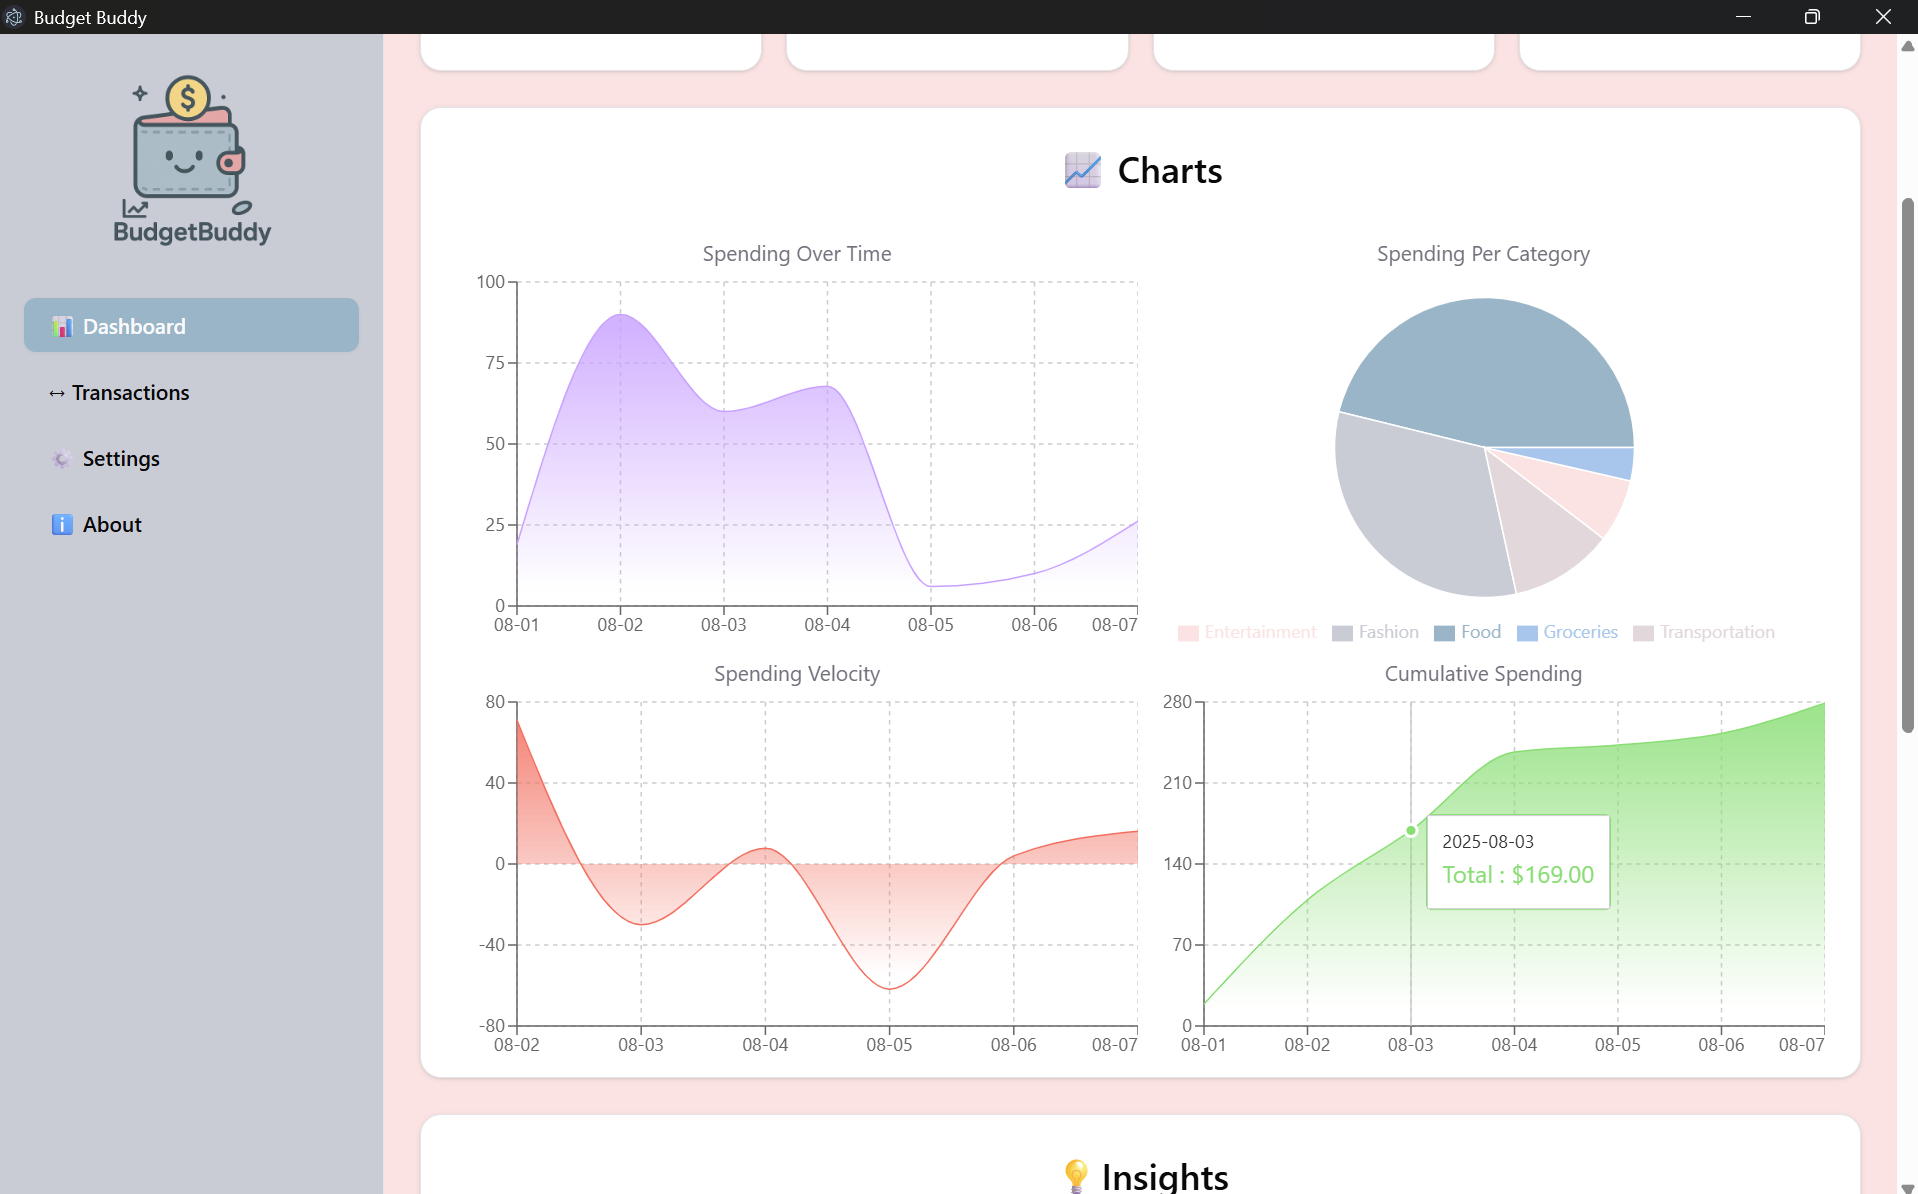 Budget Buddy
$
BudgetBuddy
Dashboard
↔ Transactions
Settings
i About
Charts
Spending Over Time
100
75
50
25
0
08-01 08-02 08-03 08-04 08-05 08-06 08-07
Spending Per Category
Entertainment Fashion Food Groceries Transportation
Spending Velocity
80
40
0
-40
-80
08-02 08-03 08-04 08-05 08-06 08-07
Cumulative Spending
280
210
140
70
0
2025-08-03
Total : $169.00
08-01 08-02 08-03 08-04 08-05 08-06 08-07
Insights